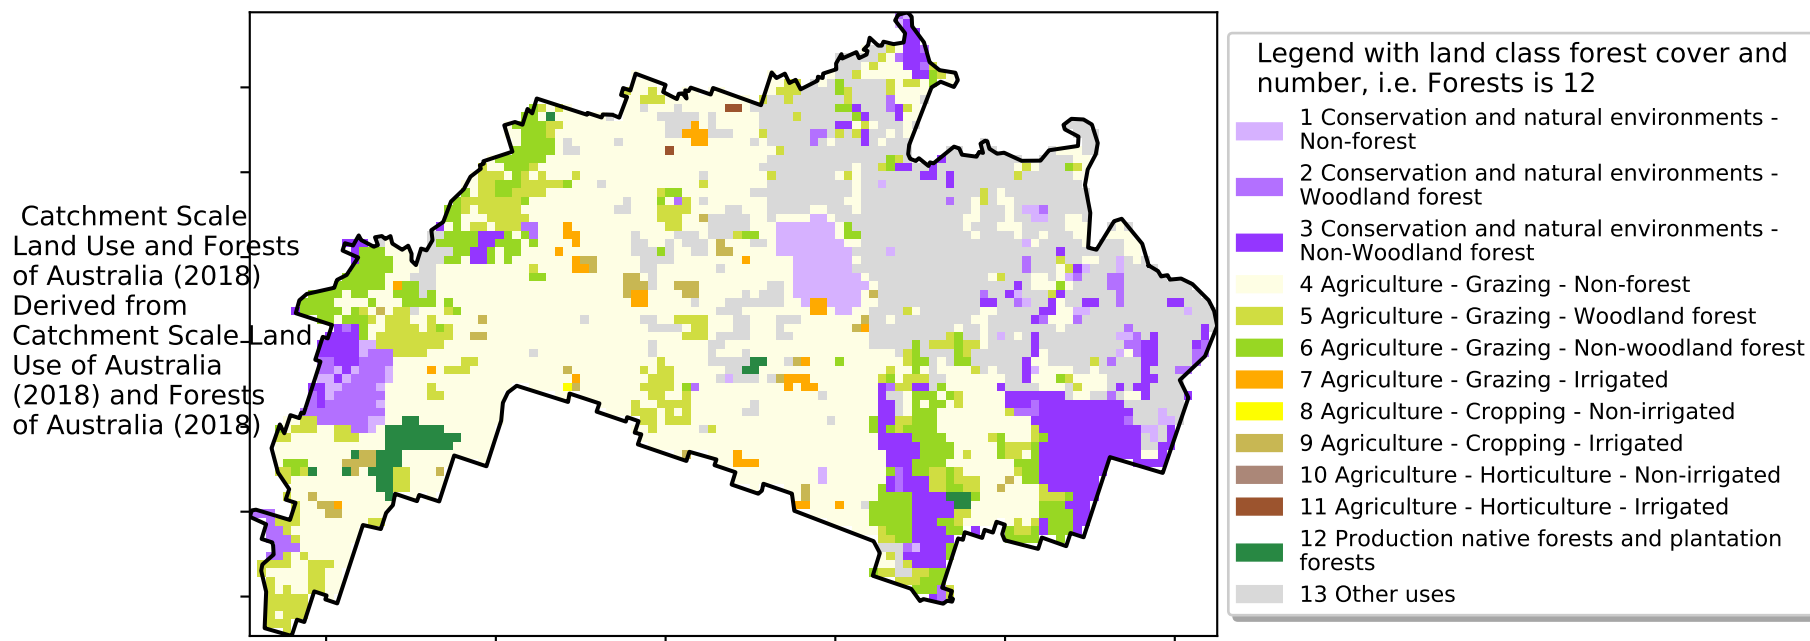 Catchment Scale
Land Use and Forests
of Australia (2018)
Derived from
Catchment Scale Land
Use of Australia
(2018) and Forests
of Australia (2018)
Legend with land class forest cover and
number, i.e. Forests is 12
1 Conservation and natural environments -
Non-forest
2 Conservation and natural environments -
Woodland forest
3 Conservation and natural environments -
Non-Woodland forest
4 Agriculture - Grazing - Non-forest
5 Agriculture - Grazing - Woodland forest
6 Agriculture - Grazing - Non-woodland forest
7 Agriculture - Grazing - Irrigated
8 Agriculture - Cropping - Non-irrigated
9 Agriculture - Cropping - Irrigated
10 Agriculture - Horticulture - Non-irrigated
11 Agriculture - Horticulture - Irrigated
12 Production native forests and plantation
forests
13 Other uses